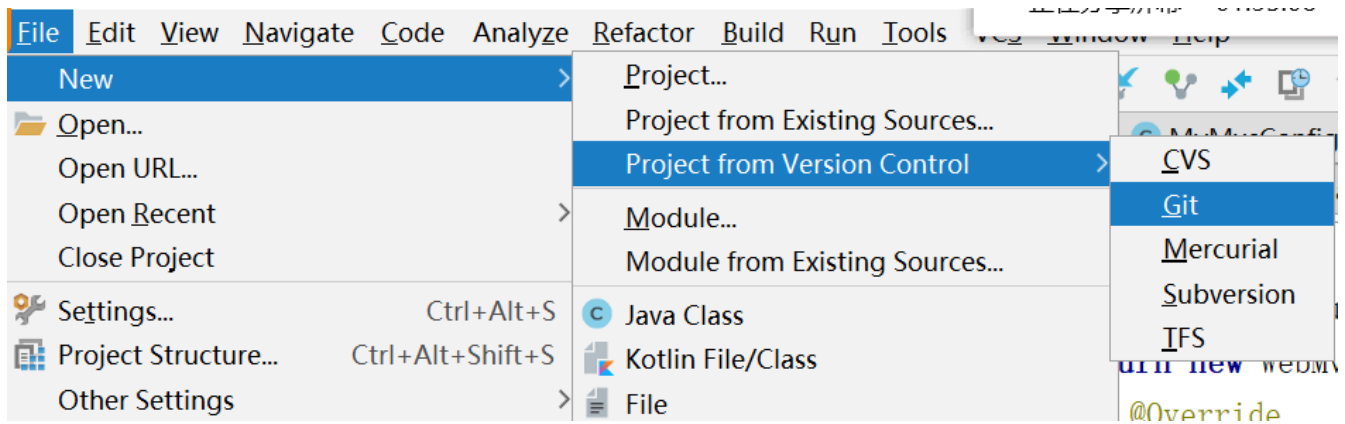 File Edit View Navigate Code Analyze Refactor Build Run Tools
New
Open...
Open URL...
Open Recent
Close Project
Settings... Ctrl+Alt+S
Project Structure... Ctrl+Alt+Shift+S
Other Settings
Project...
Project from Existing Sources...
Project from Version Control
Module...
Module from Existing Sources...
C Java Class
Kotlin File/Class
File
CVS
Git
Mercurial
Subversion
TFS
new
@Override